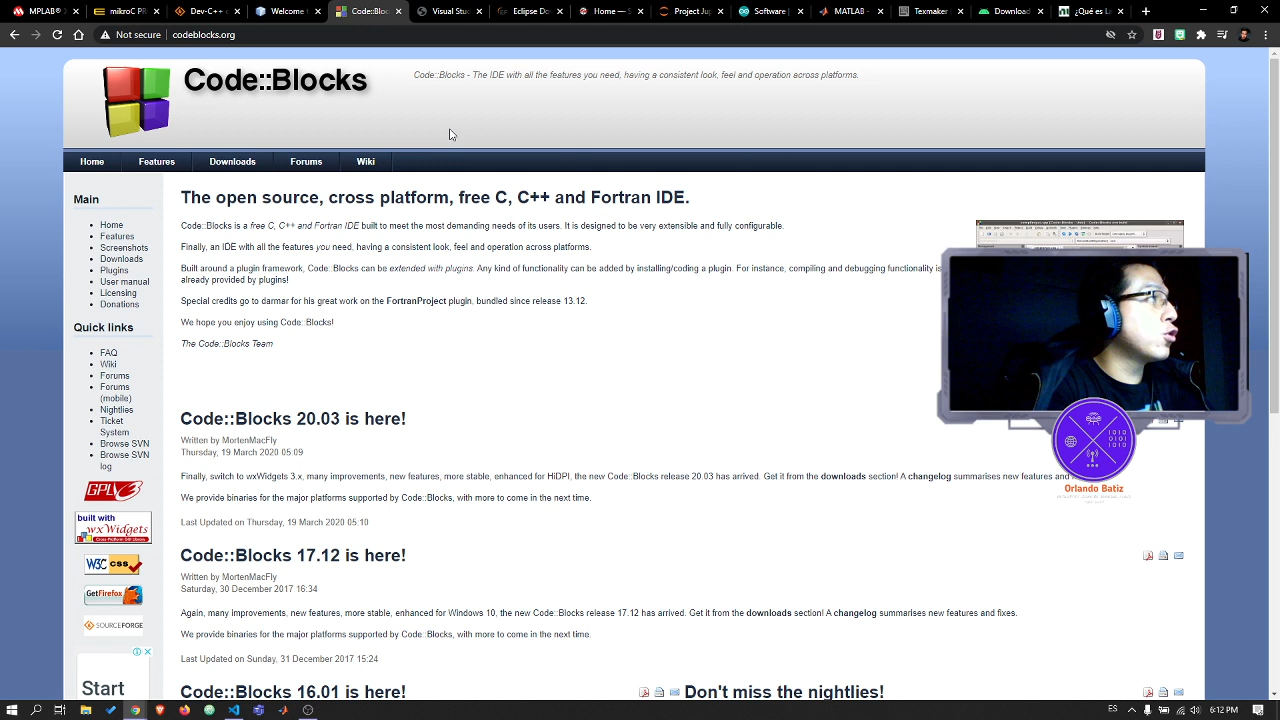 MPLAB® X
mikroC PR
Dev-C++ c
Welcome t
Code::Bloc
Visual Stud
Eclipse Do
Home — S
Project Jup
Software |
MATLAB -
Texmaker
Download
¿Qué es La
Not secure
codeblocks.org
Code::Blocks
Code::Blocks - The IDE with all the features you need, having a consistent look, feel and operation across platforms.
Home
Features
Downloads
Forums
Wiki
Main
Home
Features
Screenshots
Downloads
Plugins
User manual
Licensing
Donations
Quick links
FAQ
Wiki
Forums
Forums
(mobile)
Nightlies
Ticket
System
Browse SVN
Browse SVN
log
GPLv3
built with
wxWidgets
Cross-Platform GUI Library
W3C css
GetFirefox
SOURCEFORGE
Start
The open source, cross platform, free C, C++ and Fortran IDE.
Code::Blocks is a free C, C++ and Fortran IDE built to meet the most demanding needs of its users. It is designed to be very extensible and fully configurable.
Finally, an IDE with all the features you need, having a consistent look, feel and operation across platforms.
Built around a plugin framework, Code::Blocks can be extended with plugins. Any kind of functionality can be added by installing/coding a plugin. For instance, compiling and debugging functionality is
already provided by plugins!
Special credits go to darmar for his great work on the FortranProject plugin, bundled since release 13.12.
We hope you enjoy using Code::Blocks!
The Code::Blocks Team
Code::Blocks 20.03 is here!
Written by MortenMacFly
Thursday, 19 March 2020 05:09
Finally, switch to wxWidgets 3.x, many improvements, new features, more stable, enhanced for HiDPI, the new Code::Blocks release 20.03 has arrived. Get it from the downloads section! A changelog summarises new features and
We provide binaries for the major platforms supported by Code::Blocks, with more to come in the next time.
Last Updated on Thursday, 19 March 2020 05:10
Code::Blocks 17.12 is here!
Written by MortenMacFly
Saturday, 30 December 2017 16:34
Again, many improvements, new features, more stable, enhanced for Windows 10, the new Code::Blocks release 17.12 has arrived. Get it from the downloads section! A changelog summarises new features and fixes.
We provide binaries for the major platforms supported by Code::Blocks, with more to come in the next time.
Last Updated on Sunday, 31 December 2017 15:24
Code::Blocks 16.01 is here!
Don't miss the nightlies!
1010
0101
1010
Orlando Batiz
ES
6:12 PM